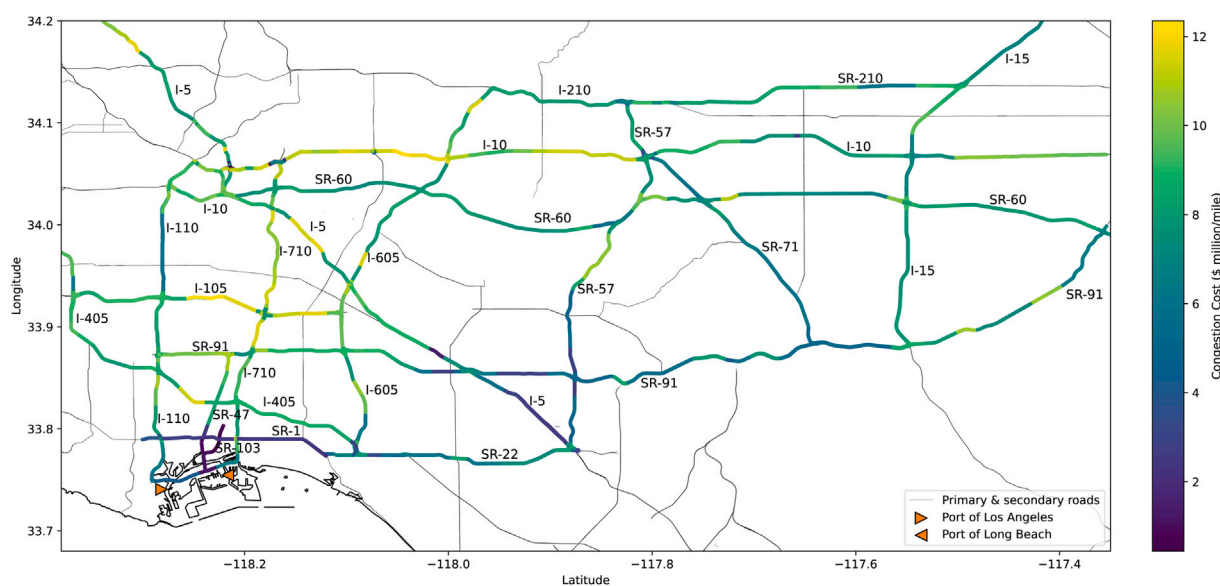 34.2
34.1
34.0
33.9
33.8
33.7
Longitude
−118.2
−118.0
−117.8
−117.6
−117.4
Latitude
I-5
I-210
SR-210
I-15
SR-57
I-10
I-10
SR-60
I-10
I-110
I-5
SR-60
SR-60
I-710
I-605
SR-71
SR-57
I-15
I-105
SR-91
I-405
SR-91
I-710
SR-91
I-605
I-405
I-5
I-110
SR-47
SR-1
SR-103
SR-22
Primary & secondary roads
Port of Los Angeles
Port of Long Beach
12
10
8
6
4
2
Congestion Cost ($ million/mile)